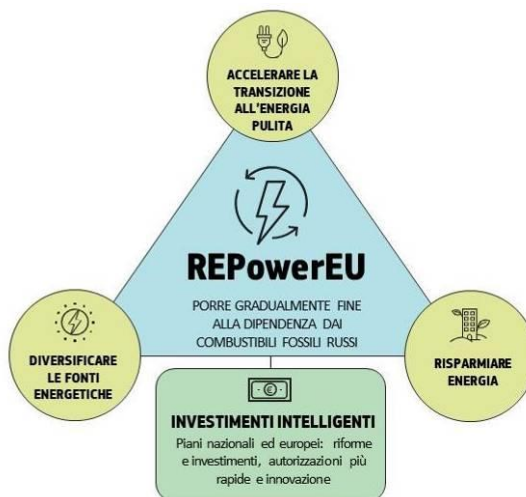 ACCELERARE LA
TRANSIZIONE
ALL'ENERGIA
PULITA
REPowerEU
PORRE GRADUALMENTE FINE
ALLA DIPENDENZA DAI
COMBUSTIBILI FOSSILI RUSSI
DIVERSIFICARE
LE FONTI
ENERGETICHE
RISPARMIARE
ENERGIA
€
INVESTIMENTI INTELLIGENTI
Piani nazionali ed europei: riforme
e investimenti, autorizzazioni più
rapide e innovazione